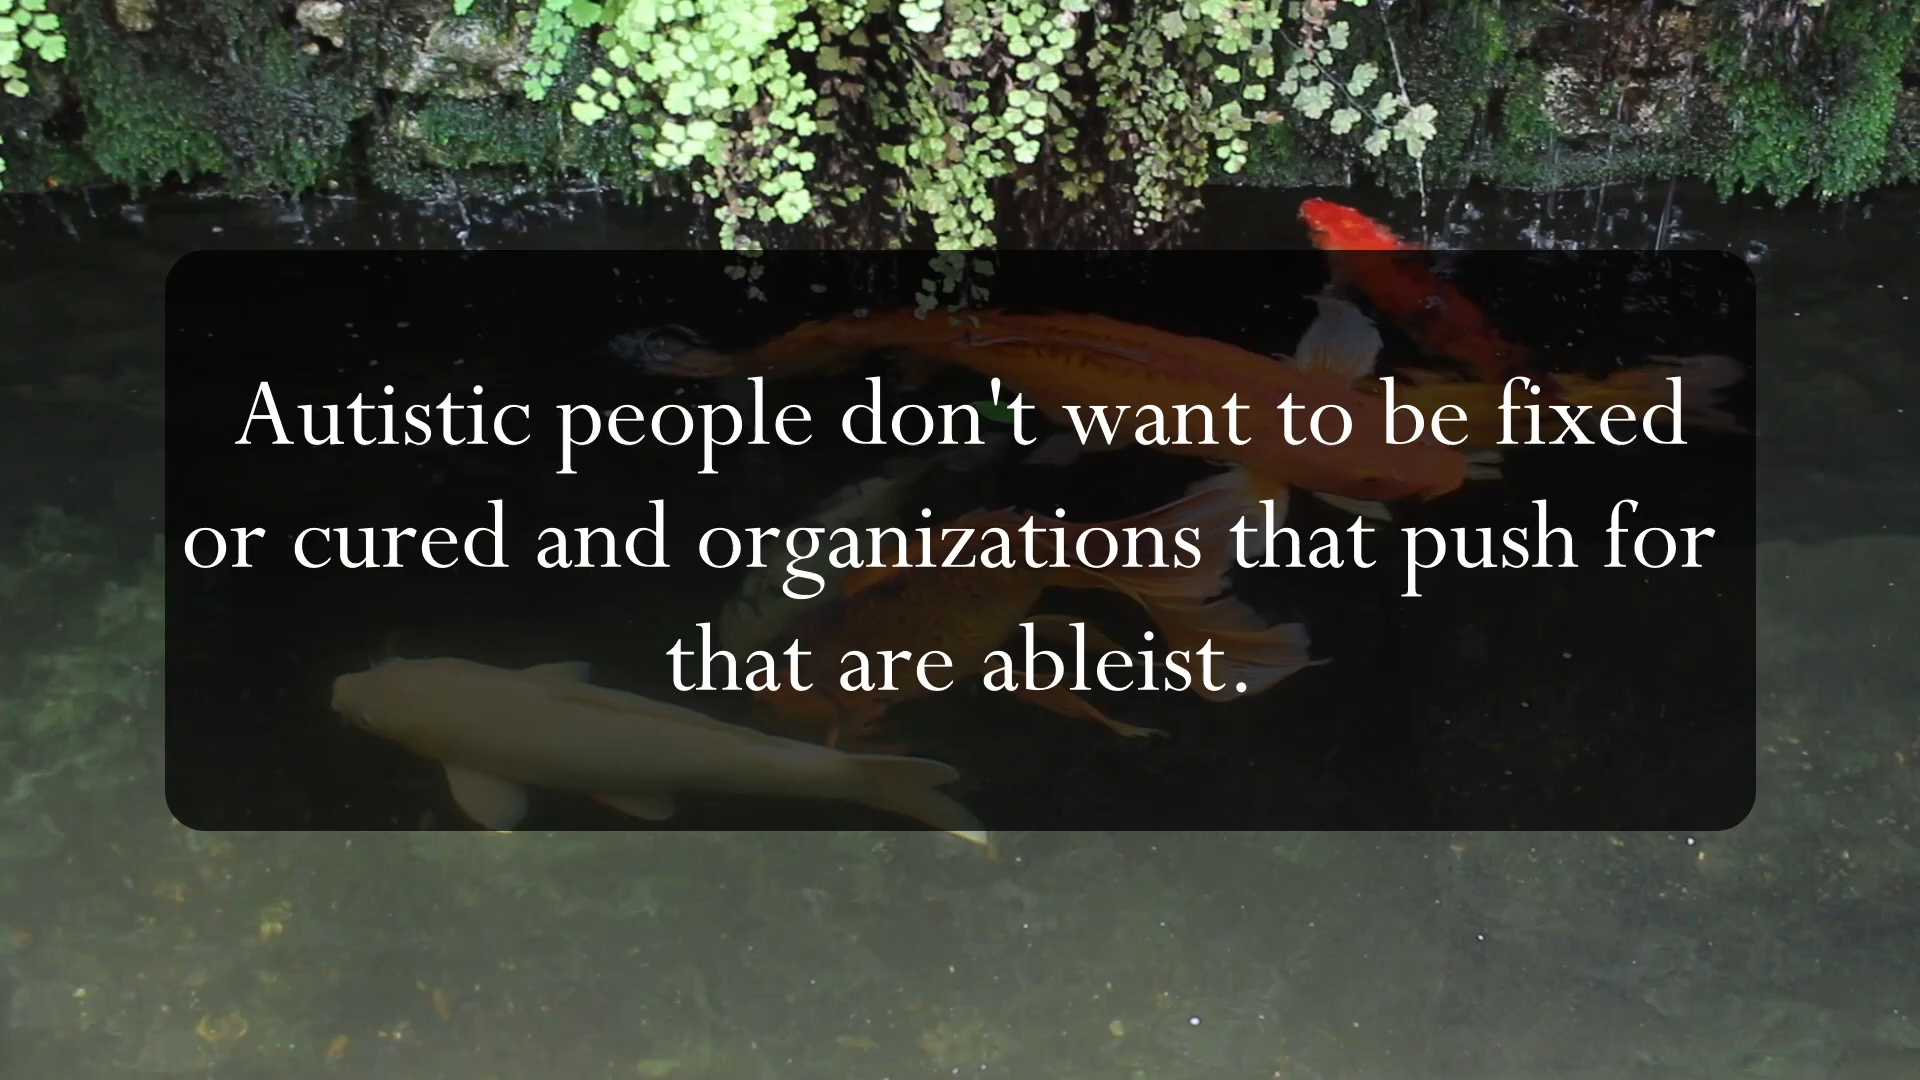 Autistic people don't want to be fixed
or cured and organizations that push for
that are ableist.